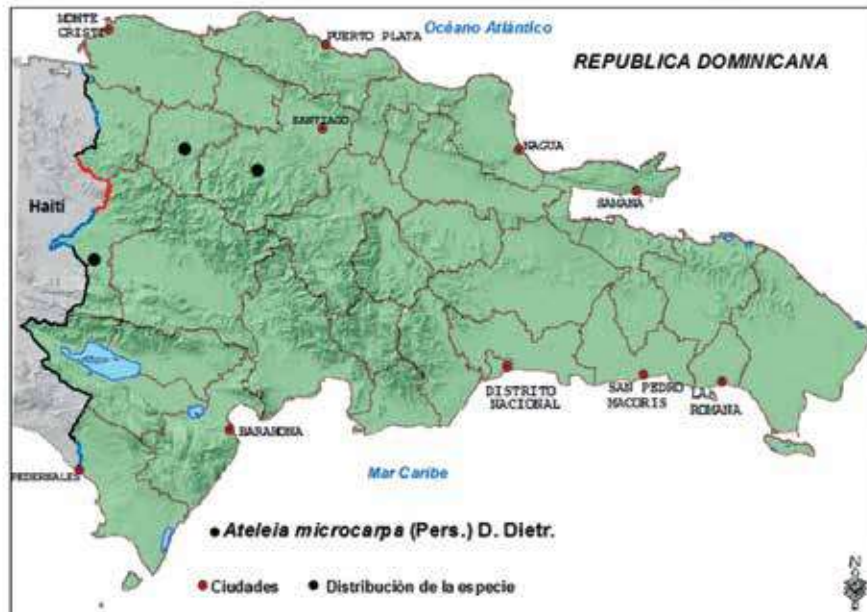 MONTE
CRISTI
PUERTO PLATA
Océano Atlántico
REPUBLICA DOMINICANA
SANTIAGO
NAGUA
SAMANA
Haití
DISTRITO
NACIONAL
SAN PEDRO
MACORIS
LA
ROMANA
BARAHONA
Mar Caribe
PEDERNALES
Ateleia microcarpa (Pers.) D. Dietr.
Ciudades
Distribución de la especie